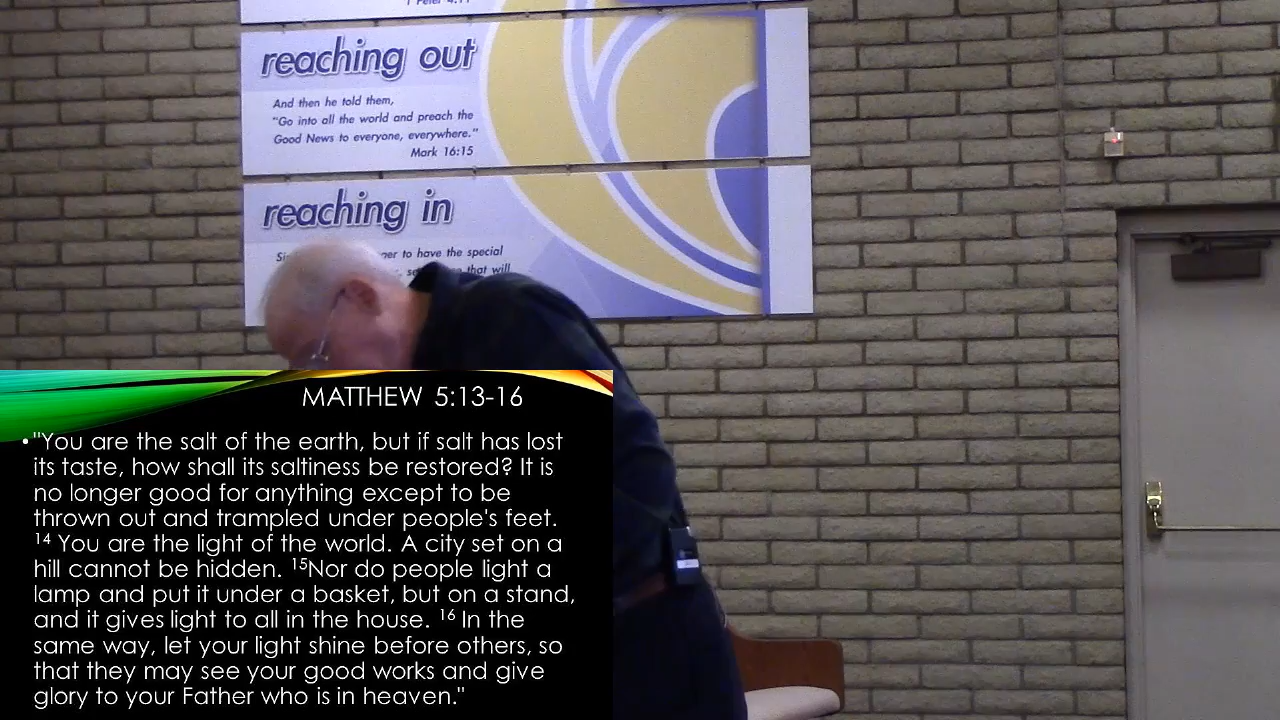 1 Peter 4:11
reaching out
And then he told them,
"Go into all the world and preach the
Good News to everyone, everywhere."
Mark 16:15
reaching in
to have the special
that will
MATTHEW 5:13-16
•"You are the salt of the earth, but if salt has lost
its taste, how shall its saltiness be restored? It is
no longer good for anything except to be
thrown out and trampled under people's feet.
14 You are the light of the world. A city set on a
hill cannot be hidden. 15Nor do people light a
lamp and put it under a basket, but on a stand,
and it gives light to all in the house. 16 In the
same way, let your light shine before others, so
that they may see your good works and give
glory to your Father who is in heaven."